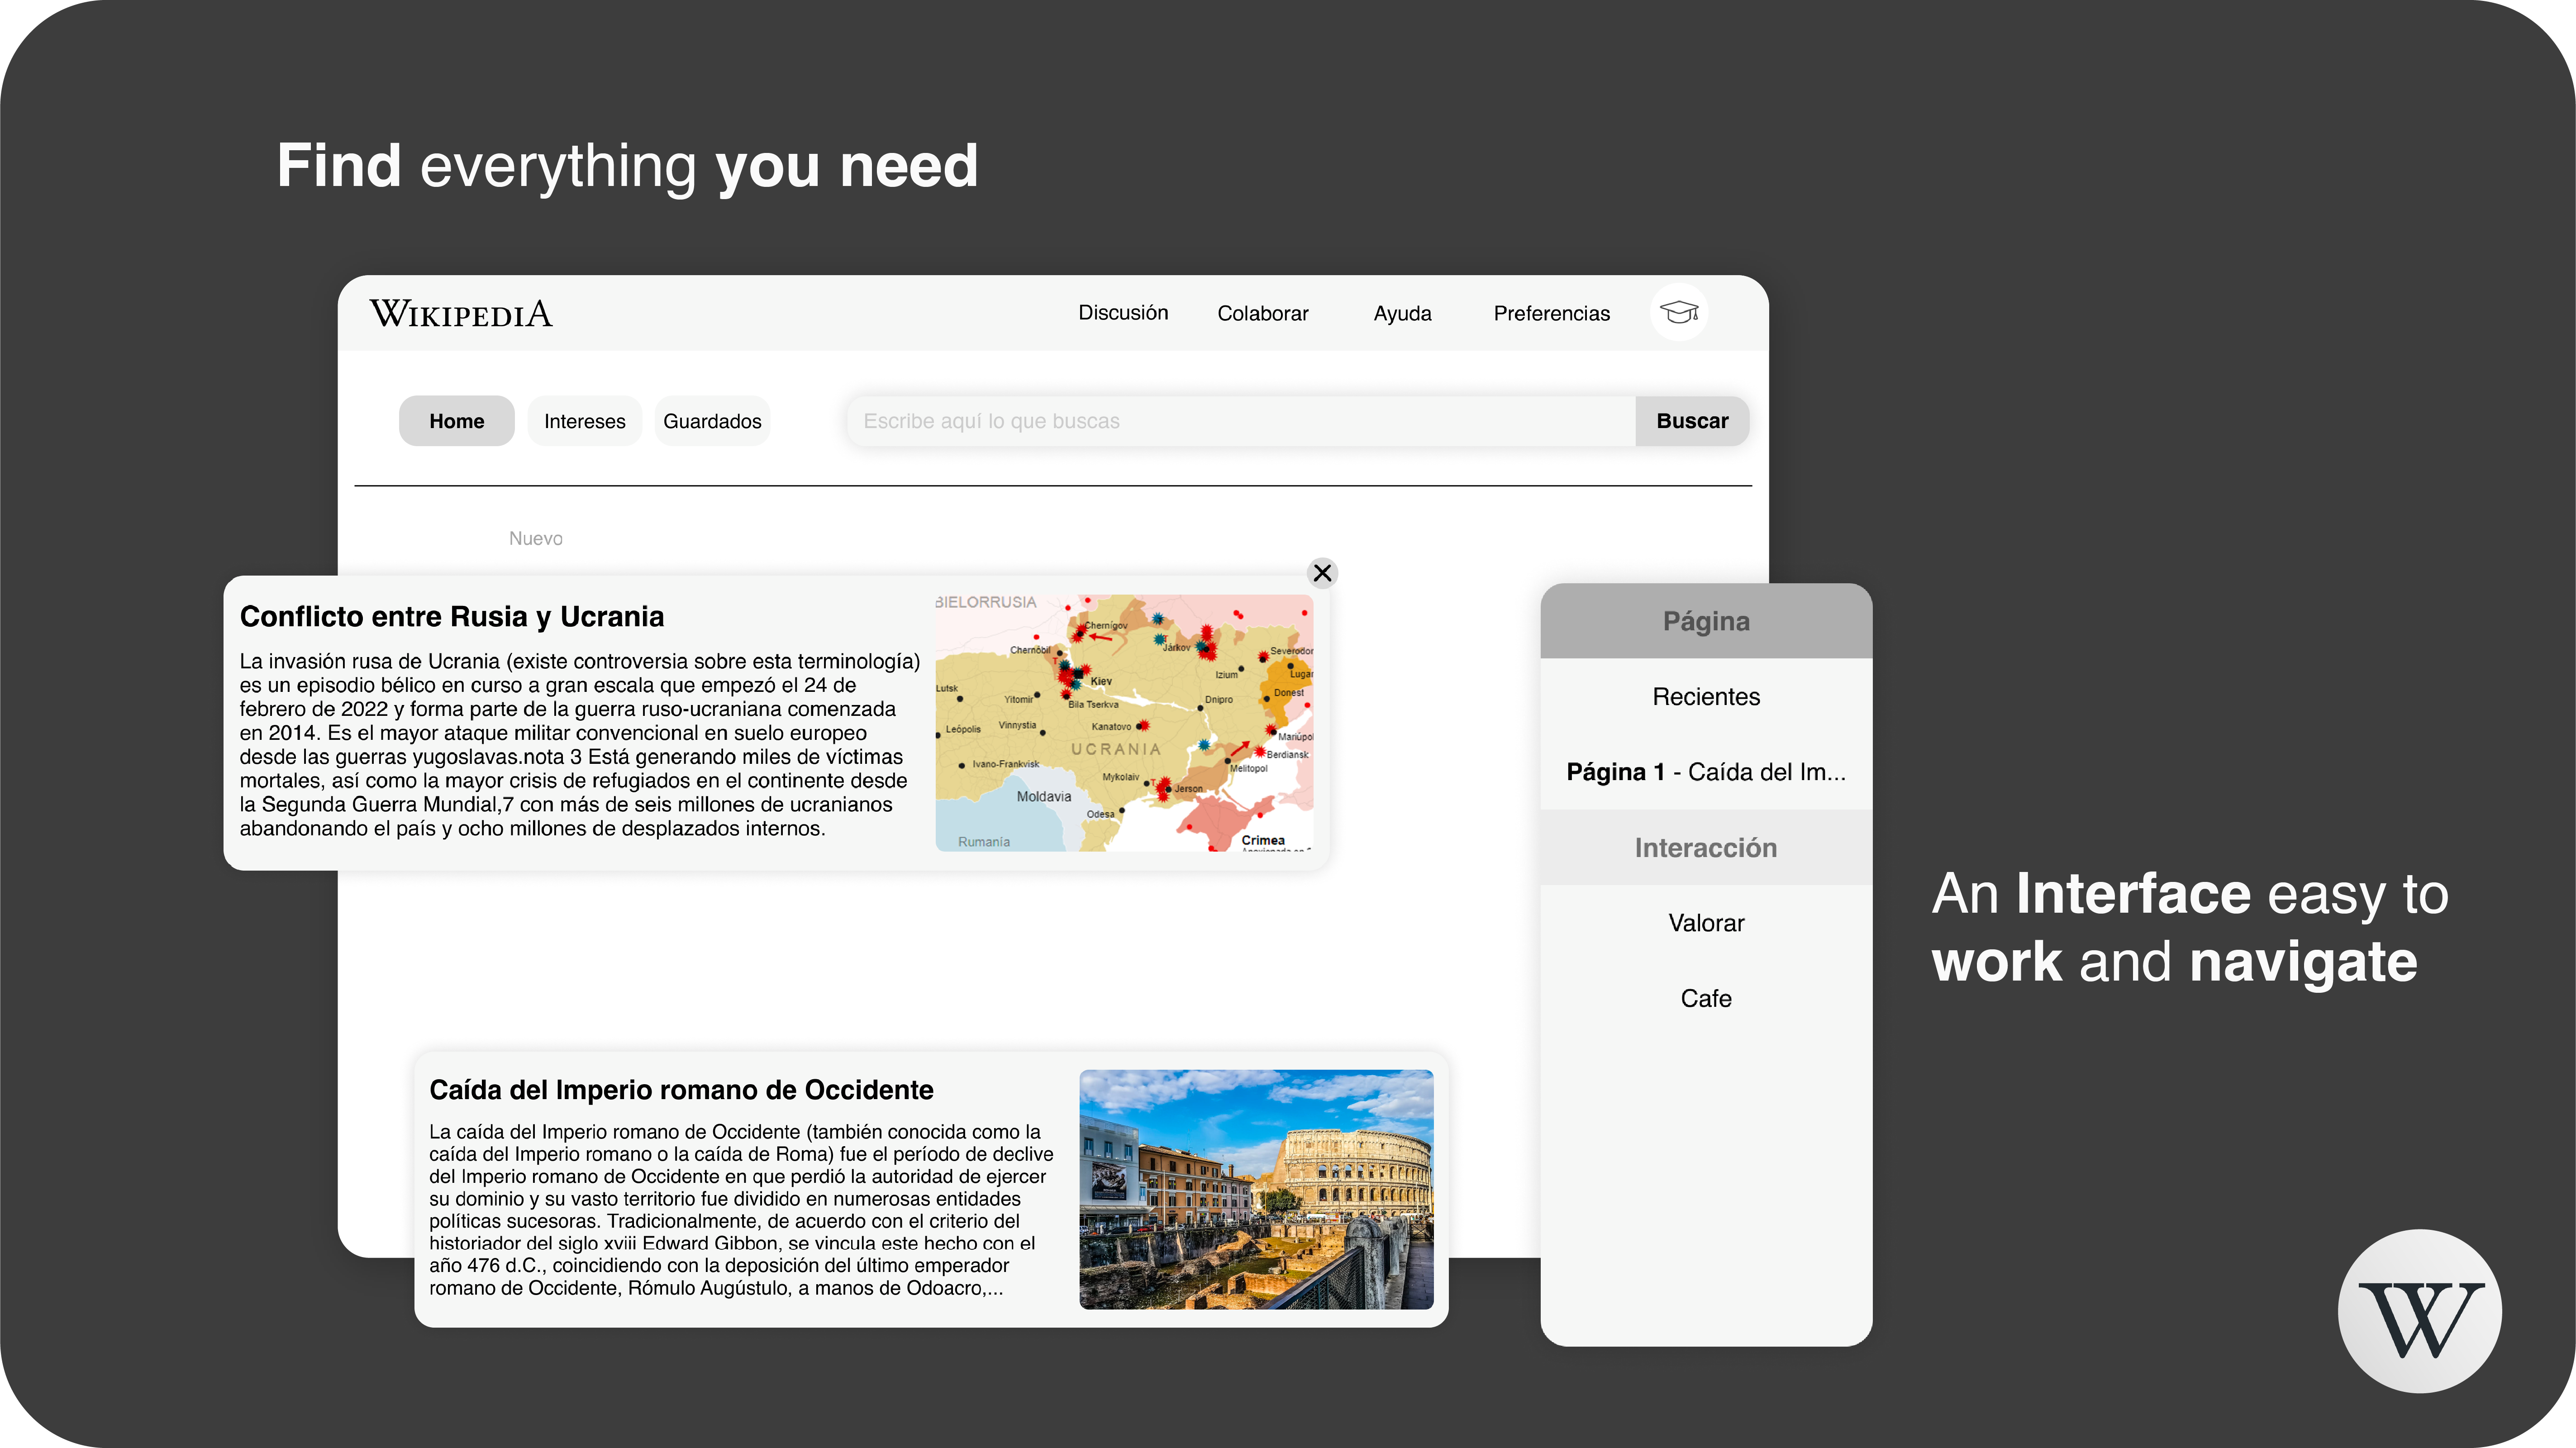 Find everything you need
WIKIPEDIA
Discusión
Colaborar
Ayuda
Preferencias
Home
Intereses
Guardados
Escribe aquí lo que buscas
Buscar
Nuevo
Conflicto entre Rusia y Ucrania
La invasión rusa de Ucrania (existe controversia sobre esta terminología)
es un episodio bélico en curso a gran escala que empezó el 24 de
febrero de 2022 y forma parte de la guerra ruso-ucraniana comenzada
en 2014. Es el mayor ataque militar convencional en suelo europeo
desde las guerras yugoslavas.nota 3 Está generando miles de víctimas
mortales, así como la mayor crisis de refugiados en el continente desde
la Segunda Guerra Mundial,7 con más de seis millones de ucranianos
abandonando el país y ocho millones de desplazados internos.
BIELORRUSIA
Chernígov
Chernóbil
Járkov
Severodon
Izium
Lugan
Kiev
Lutsk
Yitomir
Bila Tserkva
Dnipro
Donest
Leópolis
Vinnystia
Kanatovo
Mariúpol
UCRANIA
Berdiansk
Ivano-Frankvisk
Melitopol
Mykolaiv
Jerson
Moldavia
Odesa
Rumanía
Crimea
Página
Recientes
Página 1 - Caída del Im...
Interacción
Valorar
Cafe
An Interface easy to
work and navigate
Caída del Imperio romano de Occidente
La caída del Imperio romano de Occidente (también conocida como la
caída del Imperio romano o la caída de Roma) fue el período de declive
del Imperio romano de Occidente en que perdió la autoridad de ejercer
su dominio y su vasto territorio fue dividido en numerosas entidades
políticas sucesoras. Tradicionalmente, de acuerdo con el criterio del
historiador del siglo xviii Edward Gibbon, se vincula este hecho con el
año 476 d.C., coincidiendo con la deposición del último emperador
romano de Occidente, Rómulo Augústulo, a manos de Odoacro,...
W